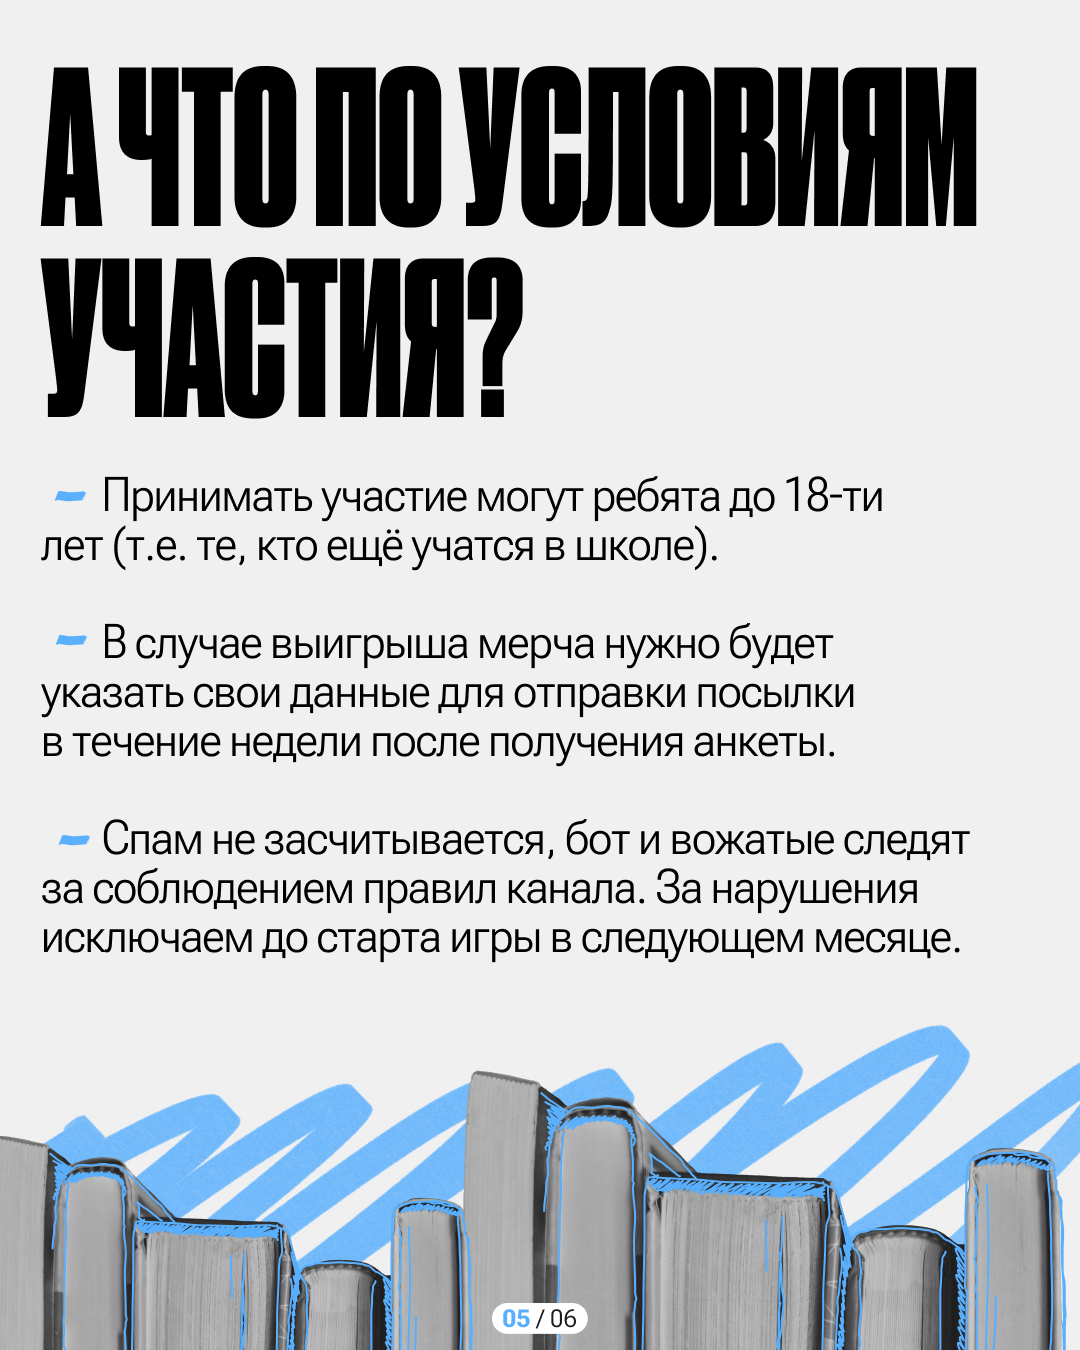 А ЧТО ПО УСЛОВИЯМ
УЧАСТИЯ?
– Принимать участие могут ребята до 18-ти
лет (т.е. те, кто ещё учатся в школе).
– В случае выигрыша мерча нужно будет
указать свои данные для отправки посылки
в течение недели после получения анкеты.
– Спам не засчитывается, бот и вожатые следят
за соблюдением правил канала. За нарушения
исключаем до старта игры в следующем месяце.
05 / 06